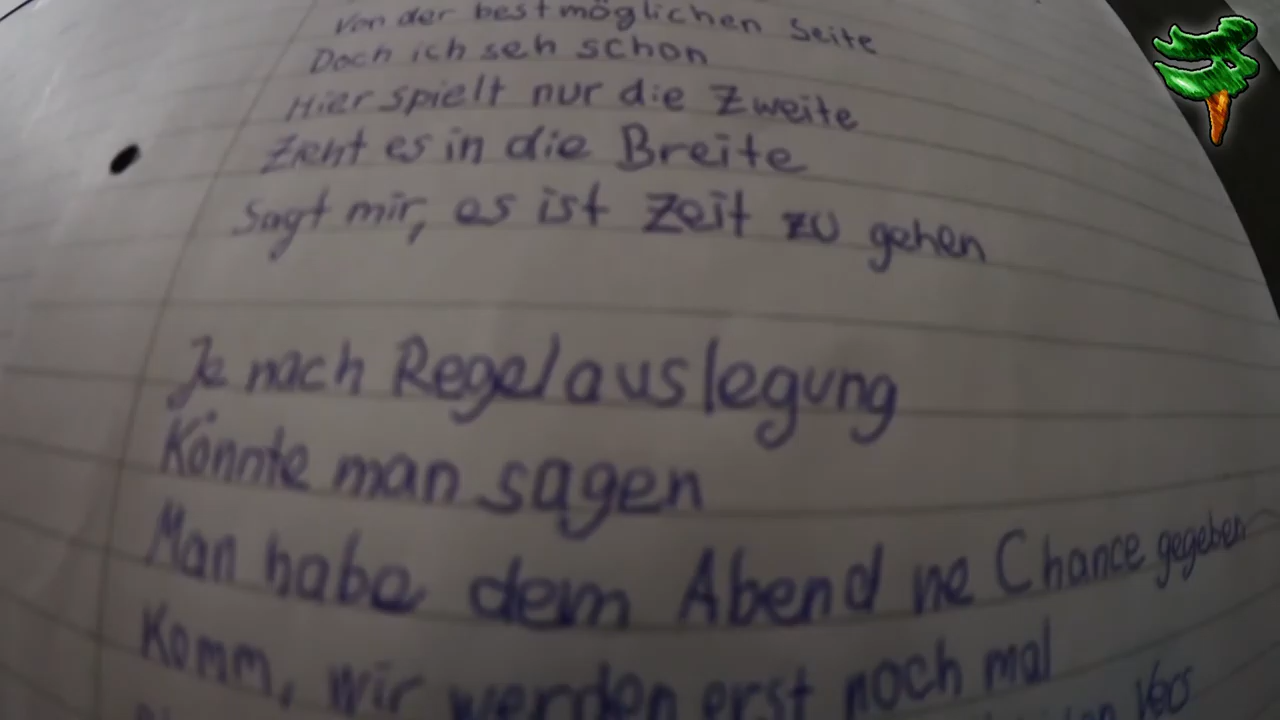 Von der bestmöglichen Seite
Doch ich seh schon
Hier spielt nur die Zweite
Zieht es in die Breite
Sagt mir, es ist Zeit zu gehen
Je nach Regelauslegung
Könnte man sagen
Man habe dem Abend ne Chance gegeben
Komm, wir werden erst noch mal